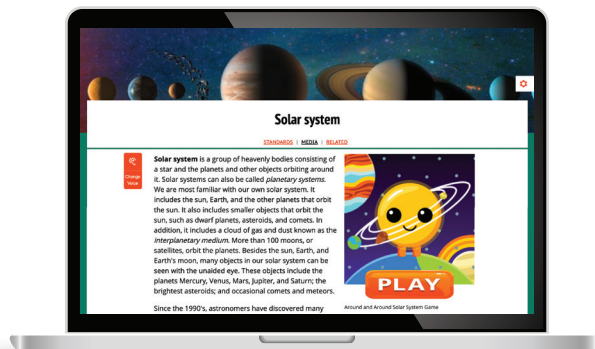 Solar system
STANDARDS | MEDIA | RELATED
Change
Voice
Solar system is a group of heavenly bodies consisting of
a star and the planets and other objects orbiting around
it. Solar systems can also be called planetary systems.
We are most familiar with our own solar system. It
includes the sun, Earth, and the other planets that orbit
the sun. It also includes smaller objects that orbit the
sun, such as dwarf planets, asteroids, and comets. In
addition, it includes a cloud of gas and dust known as the
interplanetary medium. More than 100 moons, or
satellites, orbit the planets. Besides the sun, Earth, and
Earth's moon, many objects in our solar system can be
seen with the unaided eye. These objects include the
planets Mercury, Venus, Mars, Jupiter, and Saturn; the
brightest asteroids; and occasional comets and meteors.
Since the 1990's, astronomers have discovered many
PLAY
Around and Around Solar System Game